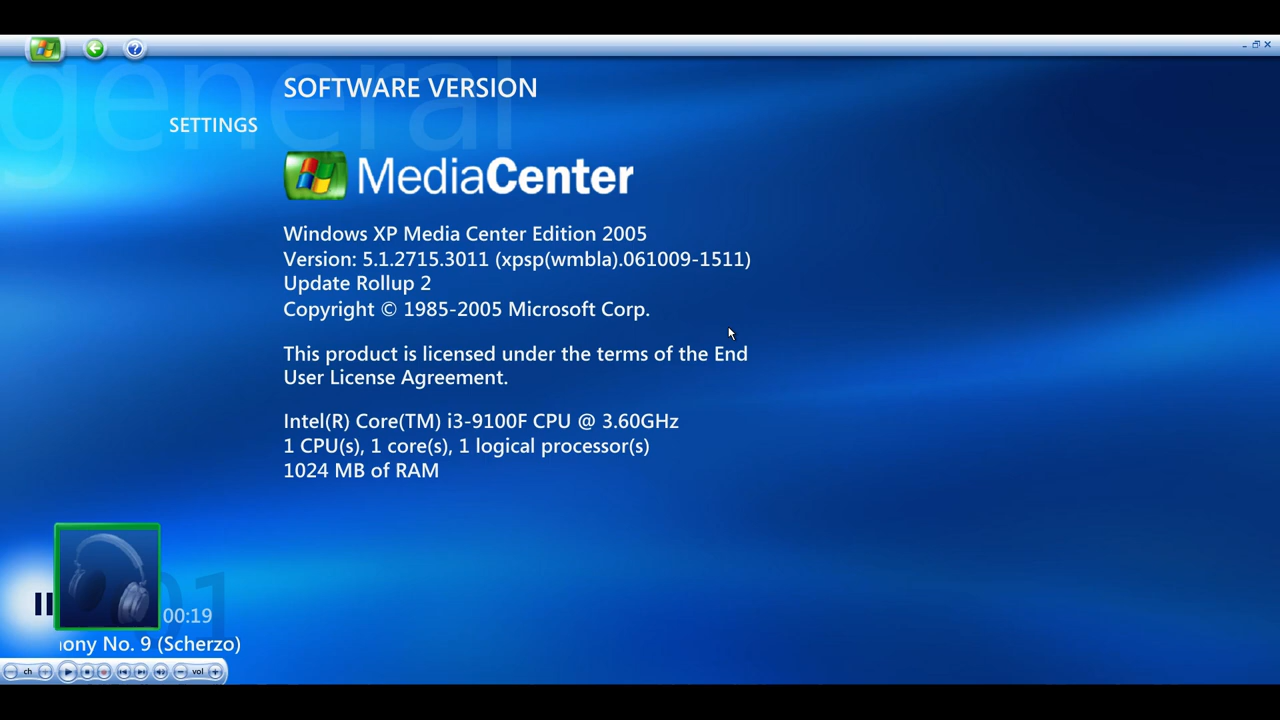 general
SOFTWARE VERSION
SETTINGS
MediaCenter
Windows XP Media Center Edition 2005
Version: 5.1.2715.3011 (xpsp(wmbla).061009-1511)
Update Rollup 2
Copyright © 1985-2005 Microsoft Corp.
This product is licensed under the terms of the End
User License Agreement.
Intel(R) Core(TM) i3-9100F CPU @ 3.60GHz
1 CPU(s), 1 core(s), 1 logical processor(s)
1024 MB of RAM
01
00:19
ony No. 9 (Scherzo)
ch
vol